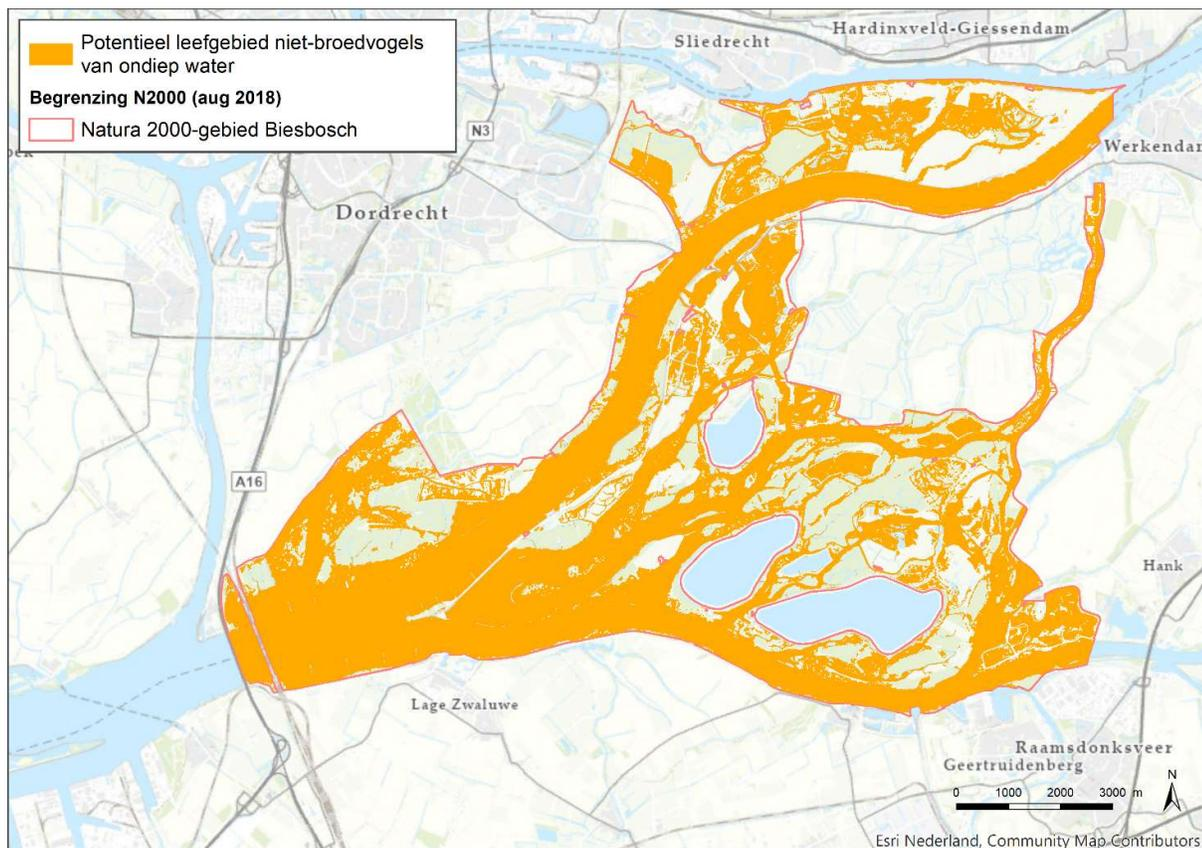 Potentieel leefgebied niet-broedvogels
van ondiep water
Begrenzing N2000 (aug 2018)
Natura 2000-gebied Biesbosch
Sliedrecht
Hardinxveld-Giessendam
N3
Werkendam
Dordrecht
A16
Hank
Lage Zwaluwe
Raamsdonksveer
Geertruidenberg
N
0 1000 2000 3000 m
Esri Nederland, Community Map Contributors